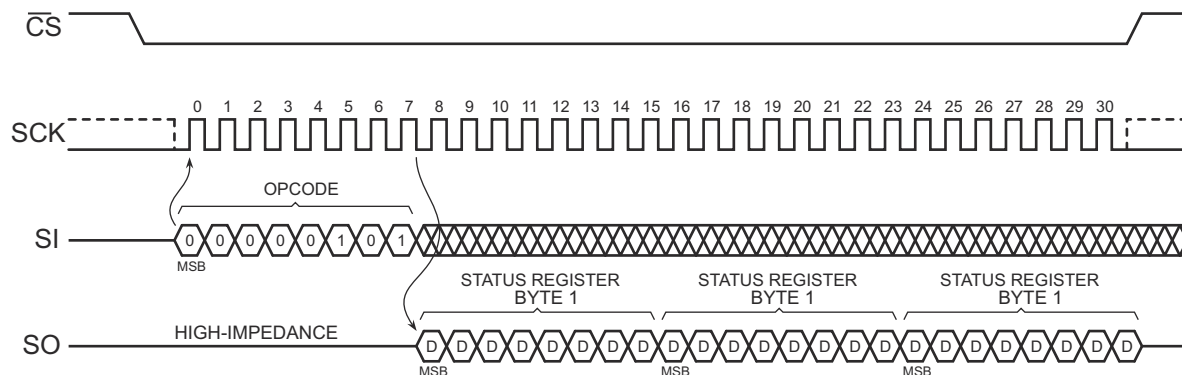 CS
0 1 2 3 4 5 6 7 8 9 10 11 12 13 14 15 16 17 18 19 20 21 22 23 24 25 26 27 28 29 30
SCK
OPCODE
SI
0 0 0 0 0 1 0 1
MSB
STATUS REGISTER
BYTE 1
STATUS REGISTER
BYTE 1
STATUS REGISTER
BYTE 1
HIGH-IMPEDANCE
SO
D D D D D D D D D D D D D D D D D D D D D D D D
MSB
MSB
MSB